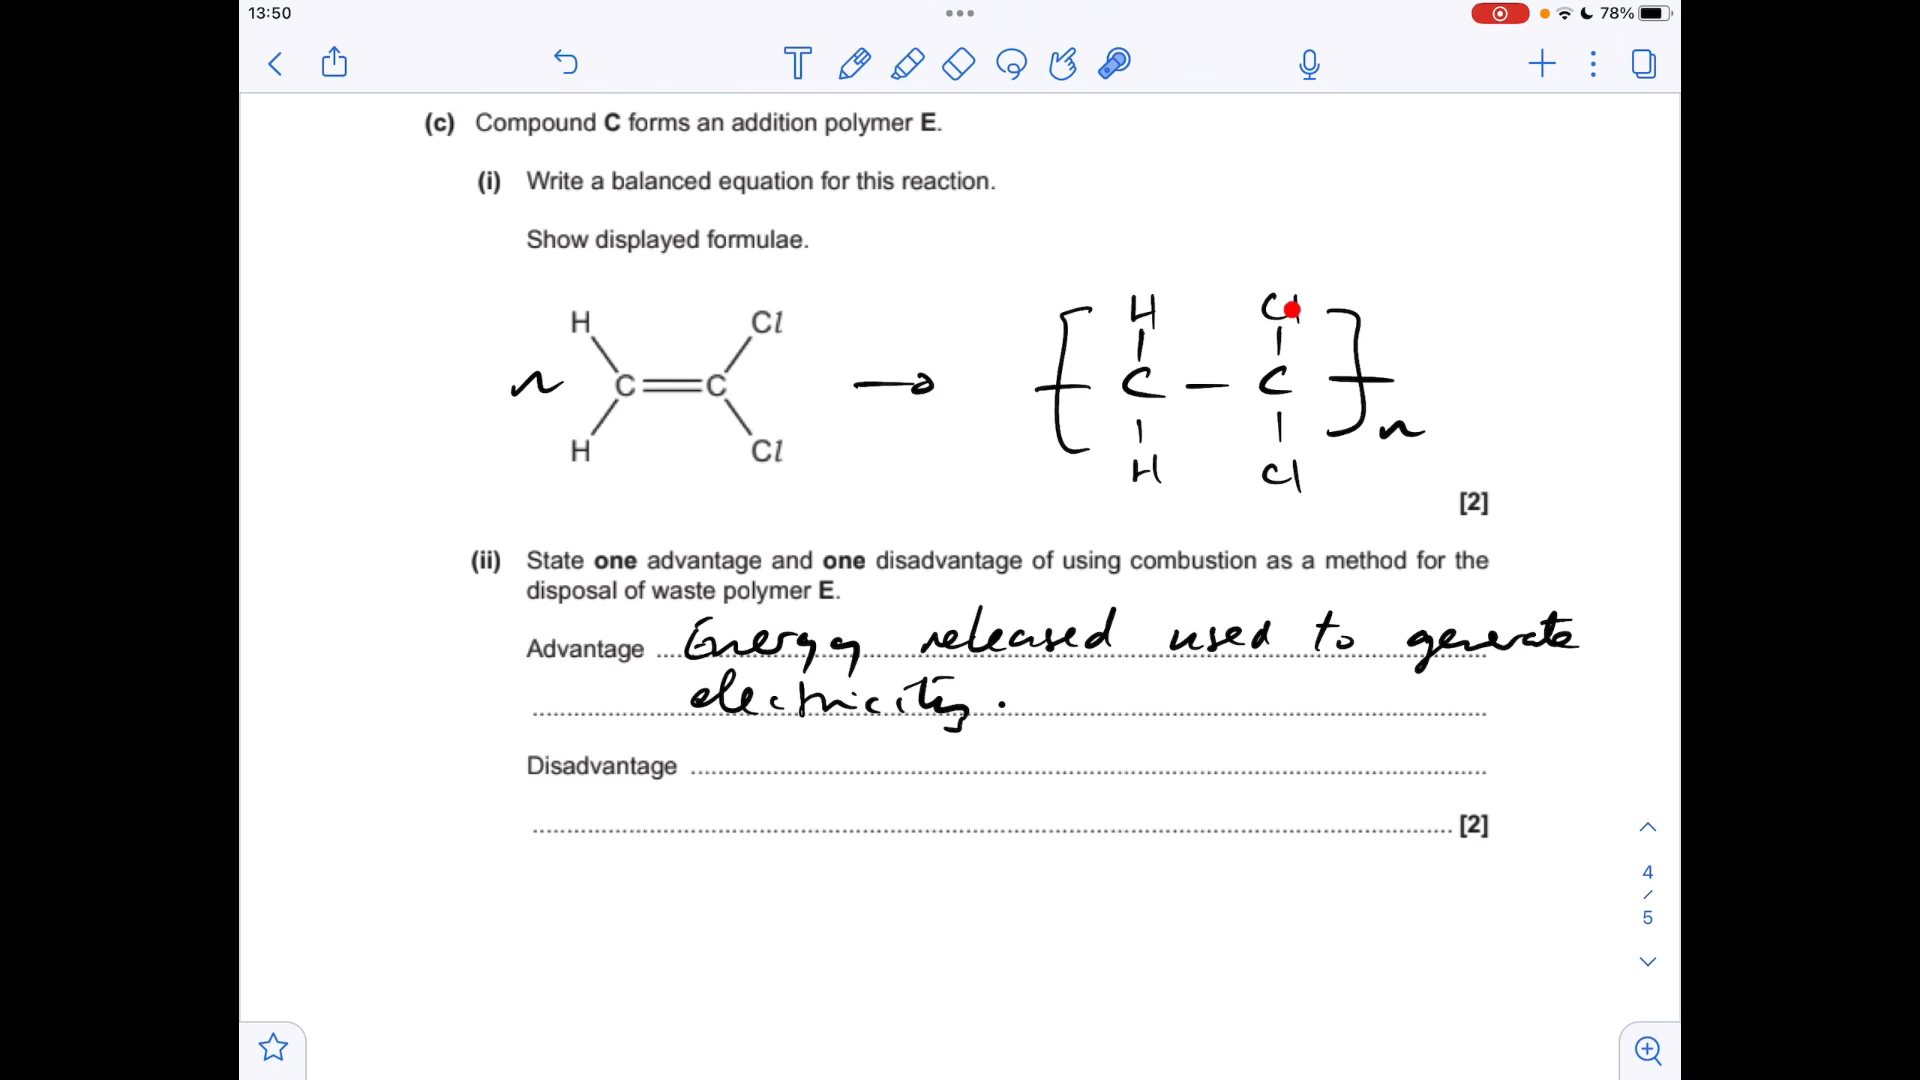 13:50
78%
(c) Compound C forms an addition polymer E.
(i) Write a balanced equation for this reaction.
Show displayed formulae.
H Cl H Cl
n C C → C - C n
H Cl H Cl
[2]
(ii) State one advantage and one disadvantage of using combustion as a method for the
disposal of waste polymer E.
Advantage Energy released used to generate
electricity.
Disadvantage
[2]
4
/
5